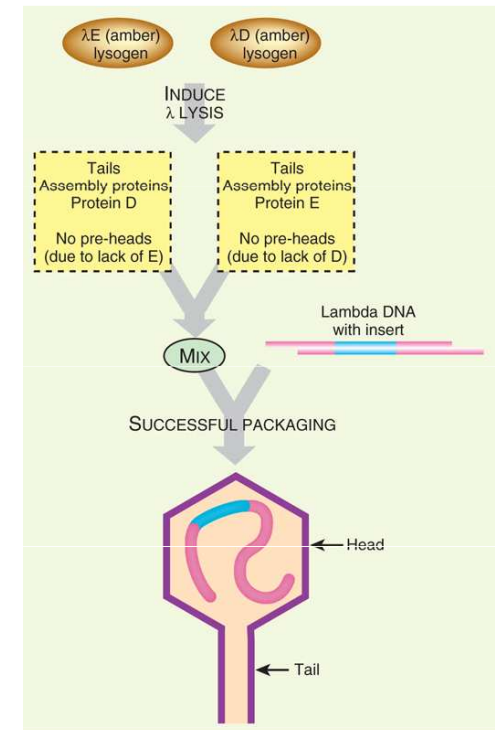 λE (amber)
lysogen
λD (amber)
lysogen
INDUCE
λ LYSIS
Tails
Assembly proteins
Protein D
No pre-heads
(due to lack of E)
Tails
Assembly proteins
Protein E
No pre-heads
(due to lack of D)
Lambda DNA
with insert
MIX
SUCCESSFUL PACKAGING
Head
Tail